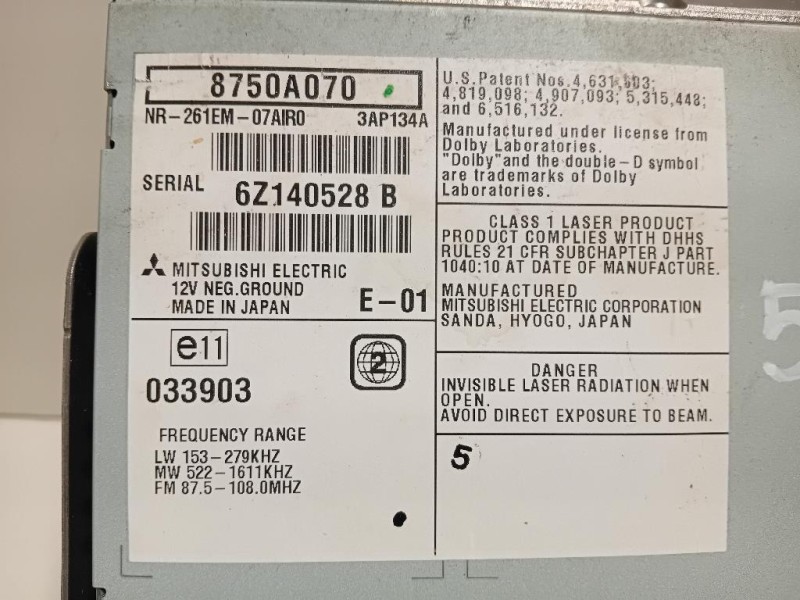 8750A070
NR-261EM-07AIR0 3AP134A
SERIAL 6Z140528 B
MITSUBISHI ELECTRIC
12V NEG.GROUND
MADE IN JAPAN E-01
e11
033903
2
FREQUENCY RANGE
LW 153-279KHZ
MW 522-1611KHZ
FM 87.5-108.0MHZ
U.S.Patent Nos.4,631,603;
4,819,098; 4,907,093; 5,315,448;
and 6,516,132.
Manufactured under license from
Dolby Laboratories.
"Dolby"and the double-D symbol
are trademarks of Dolby
Laboratories.
CLASS 1 LASER PRODUCT
PRODUCT COMPLIES WITH DHHS
RULES 21 CFR SUBCHAPTER J PART
1040:10 AT DATE OF MANUFACTURE.
MANUFACTURED
MITSUBISHI ELECTRIC CORPORATION
SANDA, HYOGO, JAPAN
DANGER
INVISIBLE LASER RADIATION WHEN
OPEN.
AVOID DIRECT EXPOSURE TO BEAM.
5
5